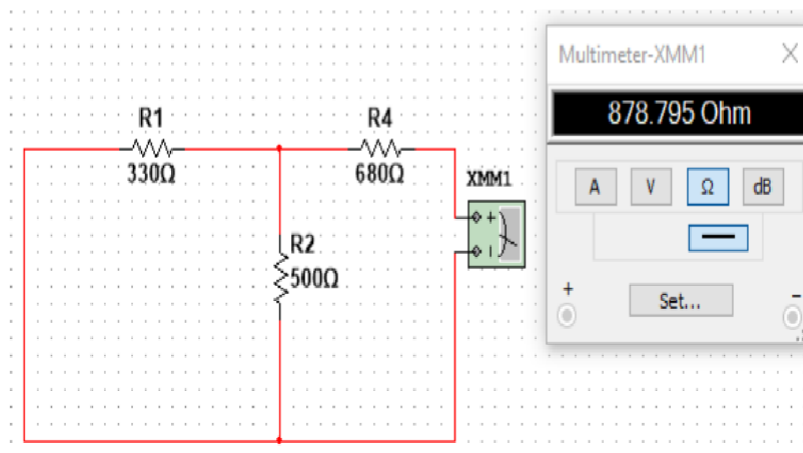 R1
330Ω
R4
680Ω
XMM1
R2
500Ω
Multimeter-XMM1
878.795 Ohm
A V Ω dB
+ Set... -